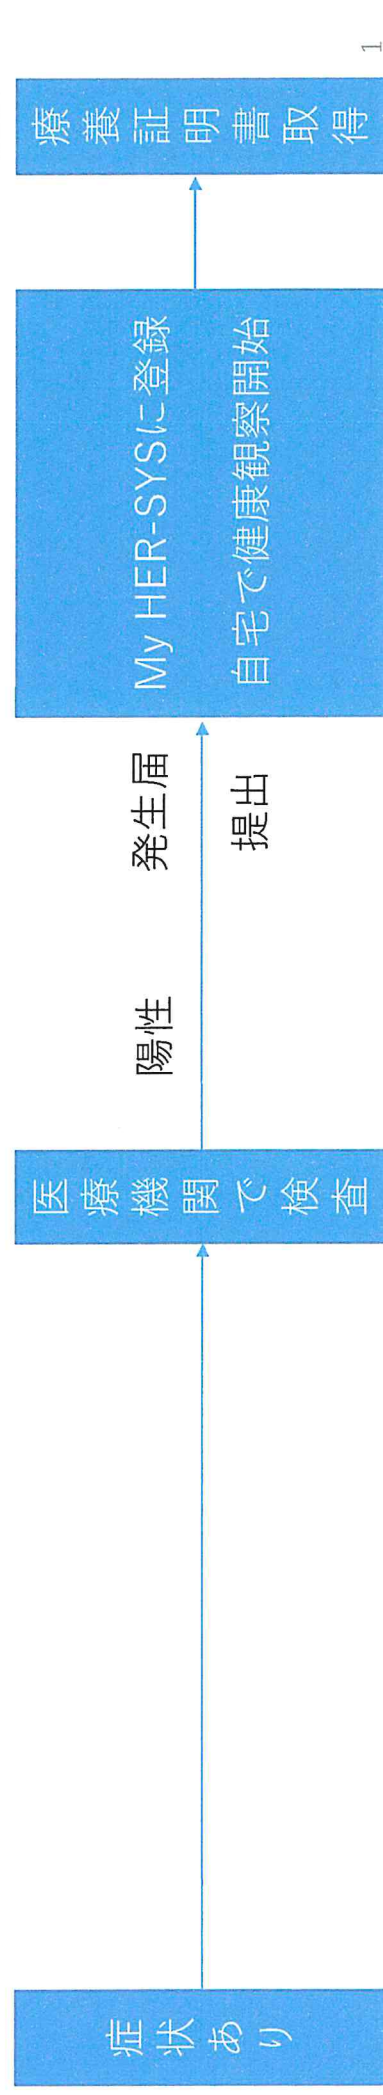 症状あり
医療機関で検査
陽性
発生届
提出
My HER-SYSに登録
自宅で健康観察開始
療養証明書取得
1